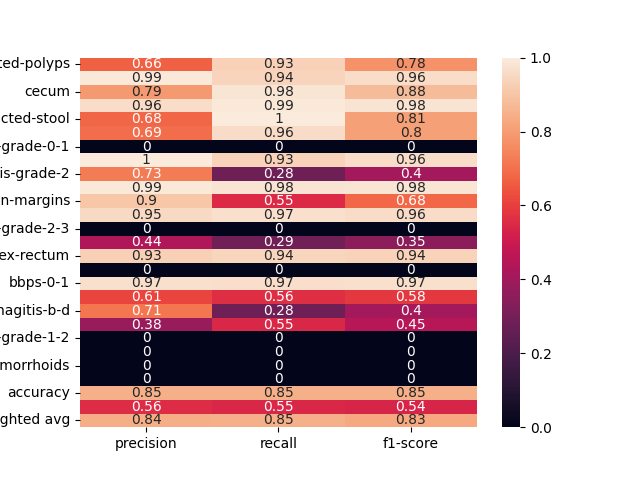 ted-polyps 0.66 0.93 0.78
0.99 0.94 0.96
cecum 0.79 0.98 0.88
0.96 0.99 0.98
cted-stool 0.68 1 0.81
0.69 0.96 0.8
-grade-0-1 0 0 0
1 0.93 0.96
is-grade-2 0.73 0.28 0.4
0.99 0.98 0.98
n-margins 0.9 0.55 0.68
0.95 0.97 0.96
-grade-2-3 0 0 0
0.44 0.29 0.35
ex-rectum 0.93 0.94 0.94
0 0 0
bbps-0-1 0.97 0.97 0.97
0.61 0.56 0.58
nagitis-b-d 0.71 0.28 0.4
0.38 0.55 0.45
-grade-1-2 0 0 0
0 0 0
morrhoids 0 0 0
0 0 0
accuracy 0.85 0.85 0.85
0.56 0.55 0.54
ghted avg 0.84 0.85 0.83
precision recall f1-score
1.0
0.8
0.6
0.4
0.2
0.0